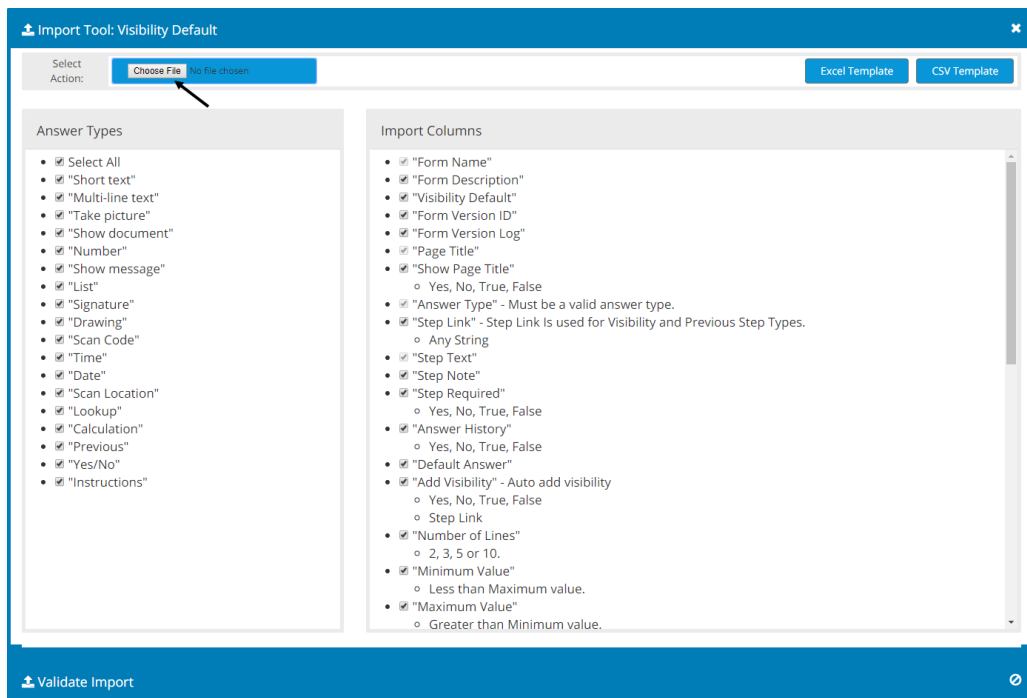 Import Tool: Visibility Default
Select
Action:
Choose File No file chosen
Excel Template
CSV Template
Answer Types
Select All
"Short text"
"Multi-line text"
"Take picture"
"Show document"
"Number"
"Show message"
"List"
"Signature"
"Drawing"
"Scan Code"
"Time"
"Date"
"Scan Location"
"Lookup"
"Calculation"
"Previous"
"Yes/No"
"Instructions"
Import Columns
"Form Name"
"Form Description"
"Visibility Default"
"Form Version ID"
"Form Version Log"
"Page Title"
"Show Page Title"
Yes, No, True, False
"Answer Type" - Must be a valid answer type.
"Step Link" - Step Link Is used for Visibility and Previous Step Types.
Any String
"Step Text"
"Step Note"
"Step Required"
Yes, No, True, False
"Answer History"
Yes, No, True, False
"Default Answer"
"Add Visibility" - Auto add visibility
Yes, No, True, False
Step Link
"Number of Lines"
2, 3, 5 or 10.
"Minimum Value"
Less than Maximum value.
"Maximum Value"
Greater than Minimum value.
Validate Import